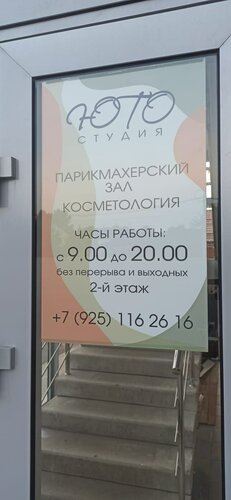 ЮТО
СТУДИЯ
ПАРИКМАХЕРСКИЙ
ЗАЛ
КОСМЕТОЛОГИЯ
ЧАСЫ РАБОТЫ:
с 9.00 до 20.00
без перерыва и выходных
2-й этаж
+7 (925) 116 26 16